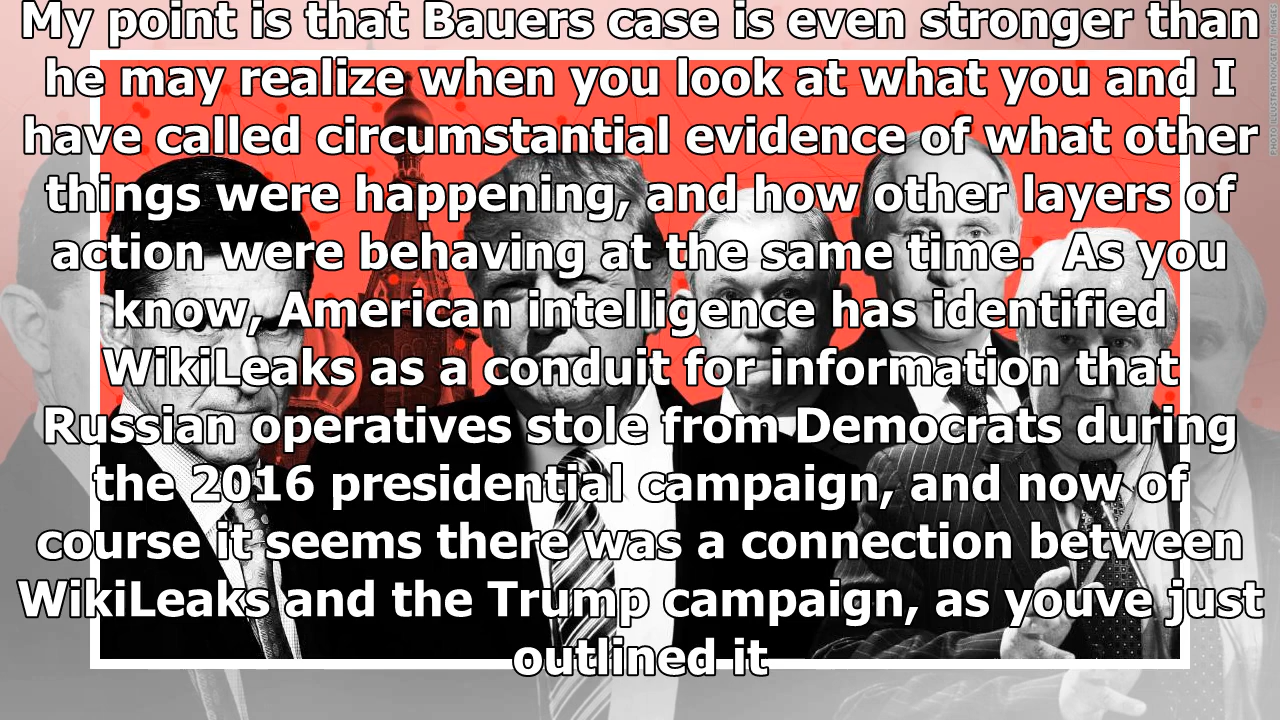 My point is that Bauers case is even stronger than
he may realize when you look at what you and I
have called circumstantial evidence of what other
things were happening, and how other layers of
action were behaving at the same time.  As you
know, American intelligence has identified
WikiLeaks as a conduit for information that
Russian operatives stole from Democrats during
the 2016 presidential campaign, and now of
course it seems there was a connection between
WikiLeaks and the Trump campaign, as youve just
outlined it
PHOTO ILLUSTRATION/GETTY IMAGES